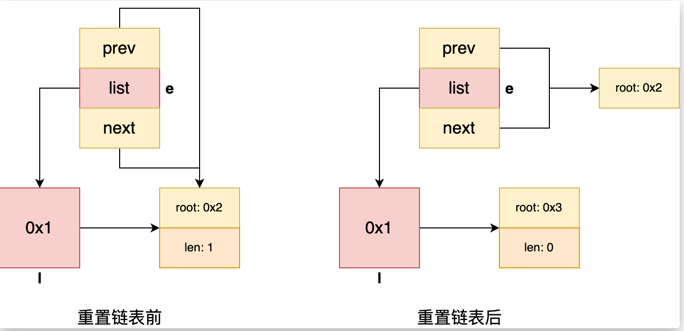 prev
list
e
next
0x1
l
root: 0x2
len: 1
重置链表前
prev
list
e
next
root: 0x2
0x1
l
root: 0x3
len: 0
重置链表后